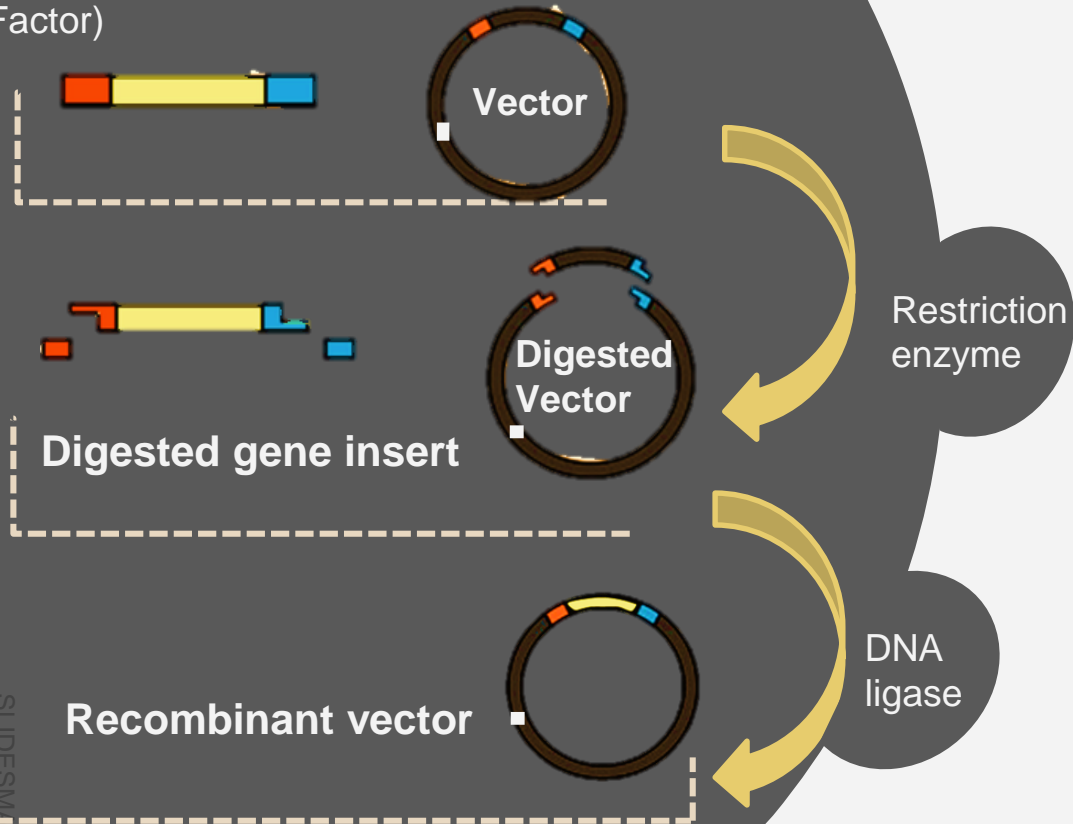 Factor)
Vector
Restriction
enzyme
Digested
Vector
Digested gene insert
DNA
ligase
Recombinant vector